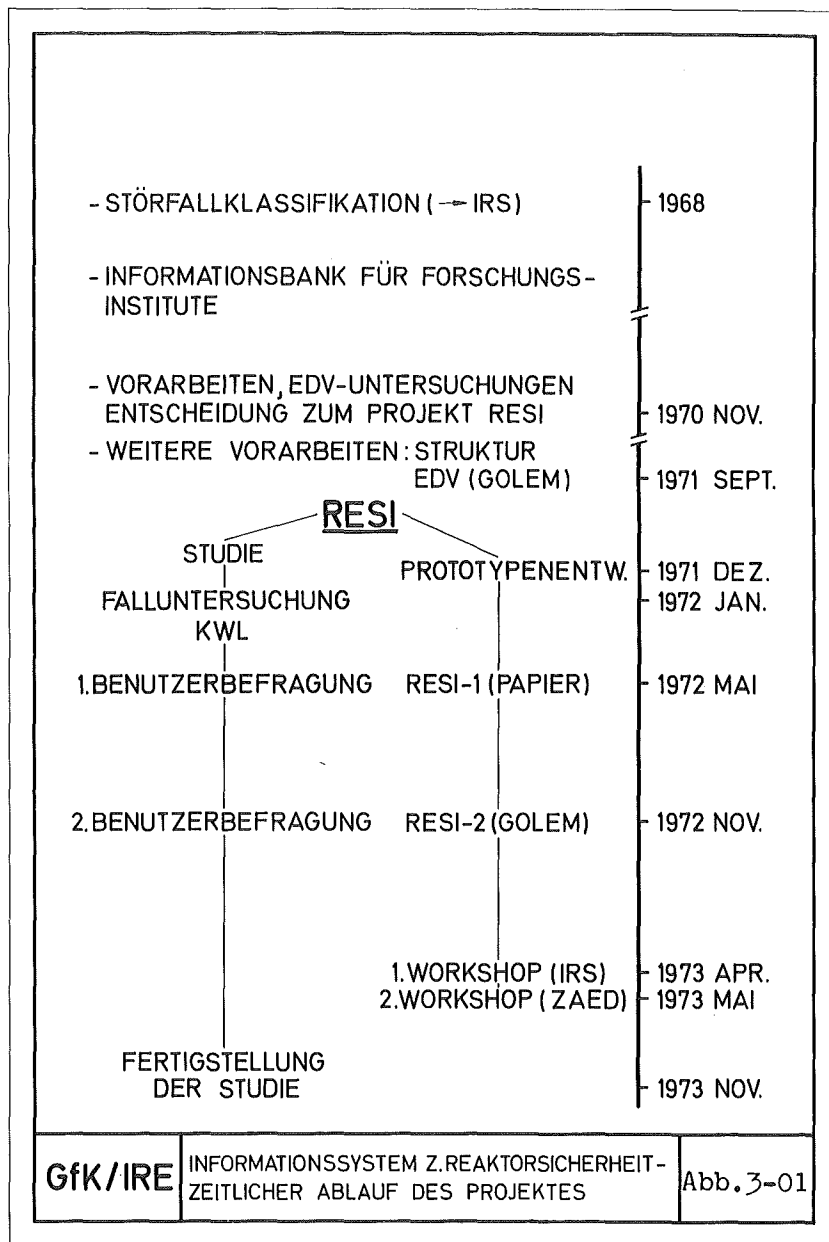 - STÖRFALLKLASSIFIKATION (→ IRS) 1968
- INFORMATIONSBANK FÜR FORSCHUNGS-
INSTITUTE
- VORARBEITEN, EDV-UNTERSUCHUNGEN
ENTSCHEIDUNG ZUM PROJEKT RESI 1970 NOV.
- WEITERE VORARBEITEN: STRUKTUR
EDV (GOLEM) 1971 SEPT.
RESI
STUDIE
PROTOTYPENENTW. 1971 DEZ.
FALLUNTERSUCHUNG 1972 JAN.
KWL
1. BENUTZERBEFRAGUNG RESI-1 (PAPIER) 1972 MAI
2. BENUTZERBEFRAGUNG RESI-2 (GOLEM) 1972 NOV.
1. WORKSHOP (IRS) 1973 APR.
2. WORKSHOP (ZAED) 1973 MAI
FERTIGSTELLUNG
DER STUDIE 1973 NOV.
GfK/IRE
INFORMATIONSSYSTEM Z. REAKTORSICHERHEIT-
ZEITLICHER ABLAUF DES PROJEKTES
Abb. 3-01